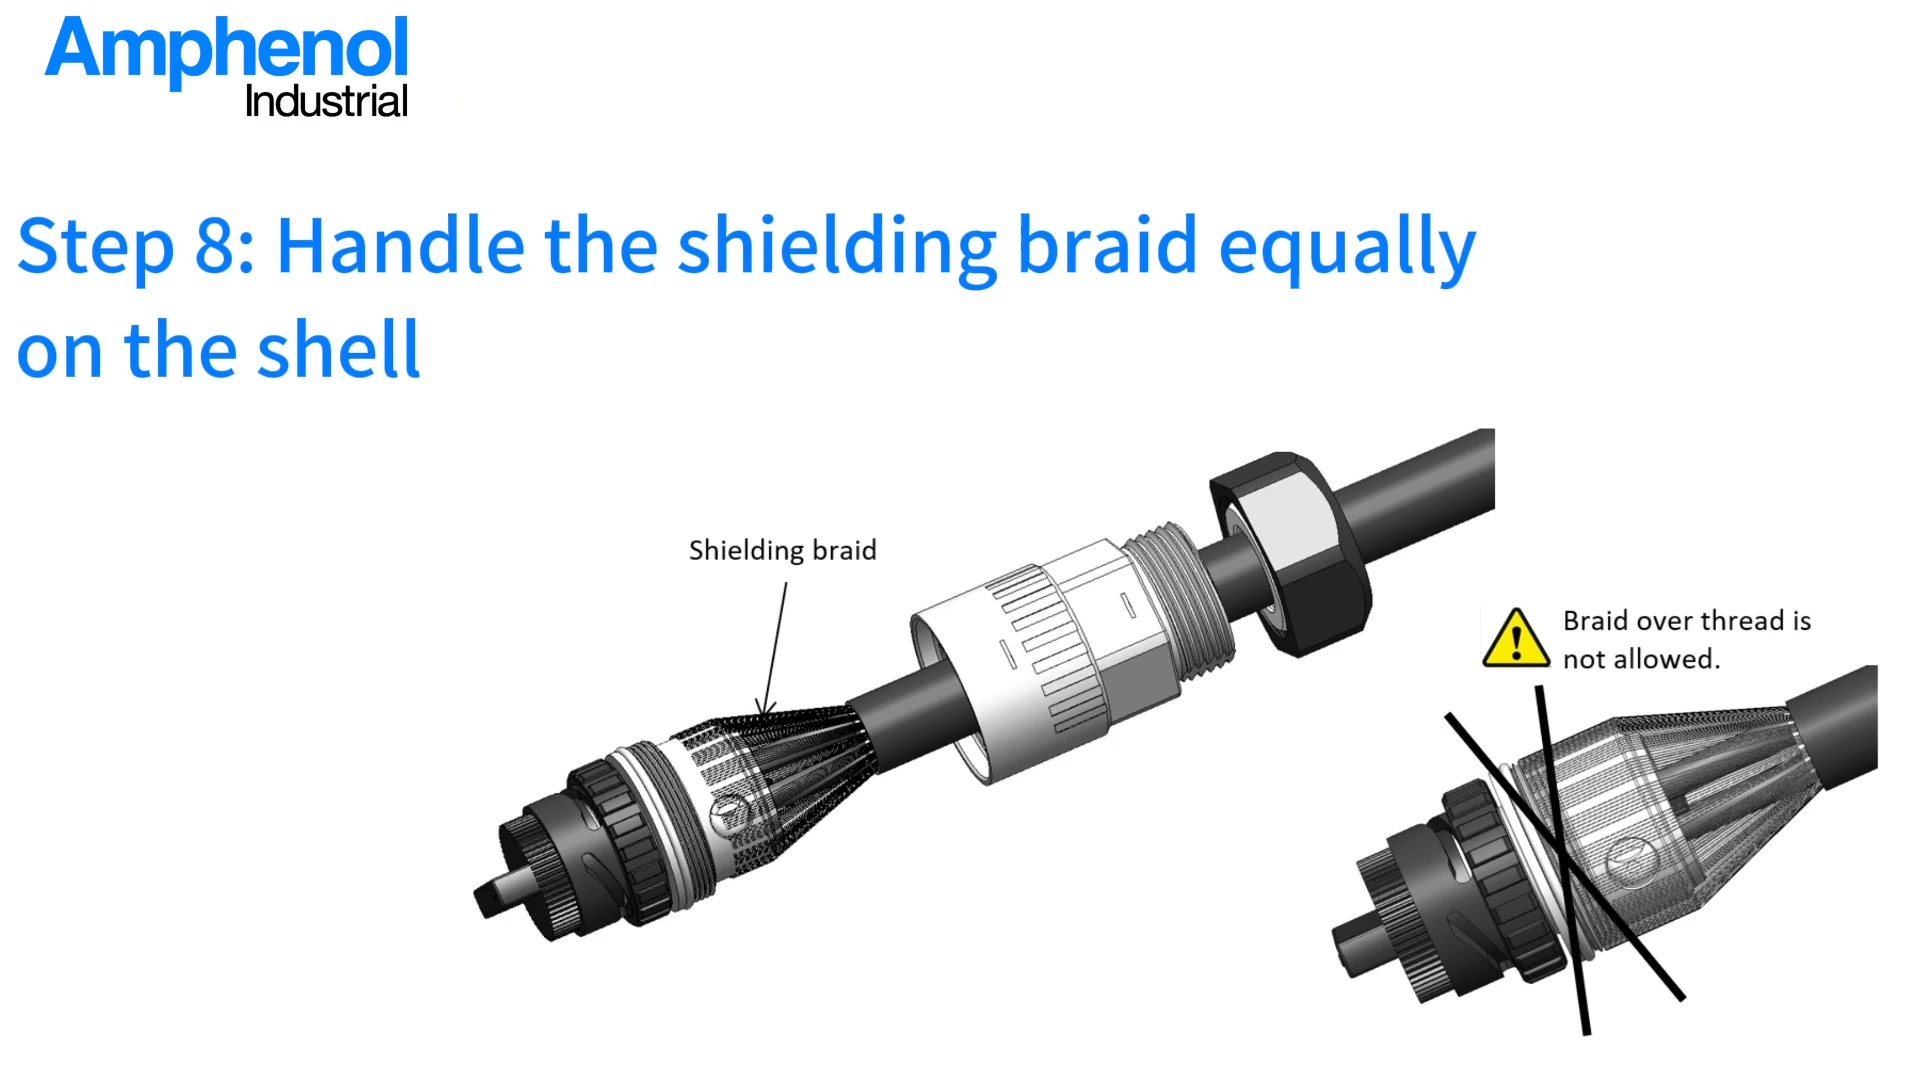 Amphenol
Industrial
Step 8: Handle the shielding braid equally
on the shell
Shielding braid
Braid over thread is
not allowed.